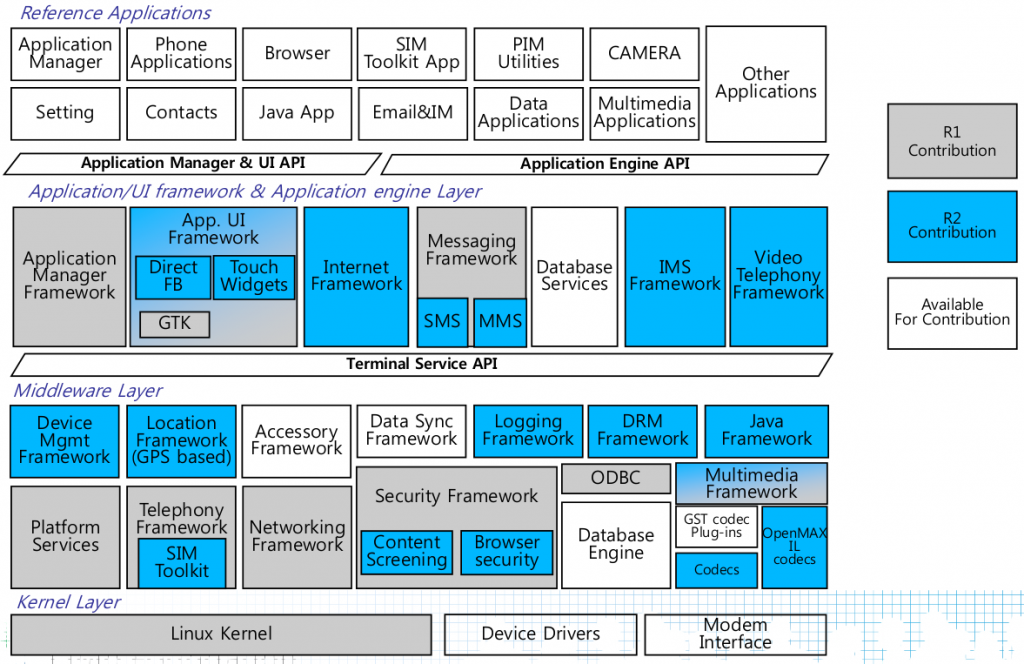 Reference Applications
Application
Manager
Phone
Applications
Browser
SIM
Toolkit App
PIM
Utilities
CAMERA
Other
Applications
Setting
Contacts
Java App
Email&IM
Data
Applications
Multimedia
Applications
Application Manager & UI API
Application Engine API
Application/UI framework & Application engine Layer
Application
Manager
Framework
App. UI
Framework
Direct
FB
Touch
Widgets
GTK
Internet
Framework
Messaging
Framework
SMS
MMS
Database
Services
IMS
Framework
Video
Telephony
Framework
Terminal Service API
Middleware Layer
Device
Mgmt
Framework
Location
Framework
(GPS based)
Accessory
Framework
Data Sync
Framework
Logging
Framework
DRM
Framework
Java
Framework
Platform
Services
Telephony
Framework
SIM
Toolkit
Networking
Framework
Security Framework
Content
Screening
Browser
security
ODBC
Database
Engine
Multimedia
Framework
GST codec
Plug-ins
Codecs
OpenMAX
IL
codecs
Kernel Layer
Linux Kernel
Device Drivers
Modem
Interface
R1
Contribution
R2
Contribution
Available
For Contribution